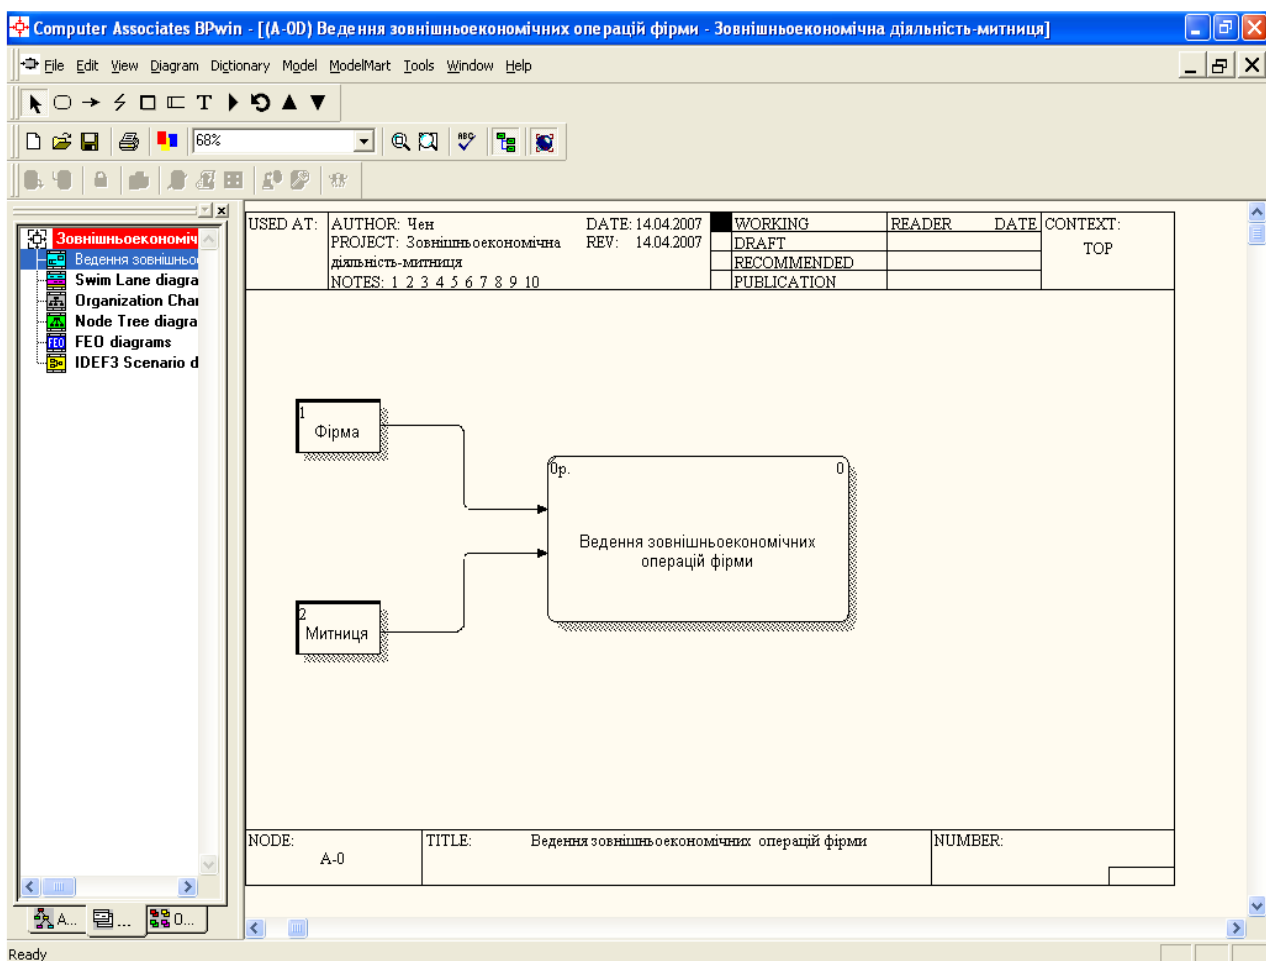 Computer Associates BPwin - [(A-0D) Ведення зовнішньоекономічних операцій фірми - Зовнішньоекономічна діяльність-митниця]
File Edit View Diagram Dictionary Model ModelMart Tools Window Help
T
68%
ABC
USED AT: AUTHOR: Чен DATE: 14.04.2007 WORKING READER DATE CONTEXT:
PROJECT: Зовнішньоекономічна REV: 14.04.2007 DRAFT TOP
діяльність-митниця RECOMMENDED
NOTES: 1 2 3 4 5 6 7 8 9 10 PUBLICATION
Зовнішньоекономіч
Ведення зовнішньо
Swim Lane diagra
Organization Char
Node Tree diagra
FEO FEO diagrams
IDEF3 Scenario d
1
Фірма
0р. 0
Ведення зовнішньоекономічних
операцій фірми
2
Митниця
NODE: TITLE: Ведення зовнішньоекономічних операцій фірми NUMBER:
A-0
A... ... O...
Ready